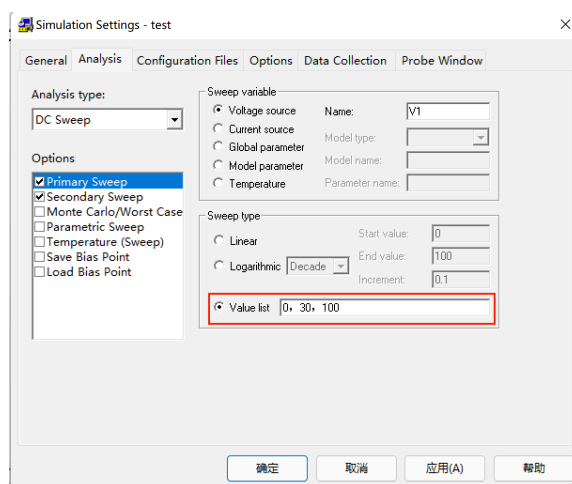 Simulation Settings - test
General Analysis Configuration Files Options Data Collection Probe Window
Analysis type:
DC Sweep
Options
Primary Sweep
Secondary Sweep
Monte Carlo/Worst Case
Parametric Sweep
Temperature (Sweep)
Save Bias Point
Load Bias Point
Sweep variable
Voltage source Name: V1
Current source
Model type:
Global parameter
Model parameter Model name:
Temperature Parameter name:
Sweep type
Linear Start value: 0
End value: 100
Logarithmic Decade
Increment: 0.1
Value list 0，30，100
确定 取消 应用(A) 帮助